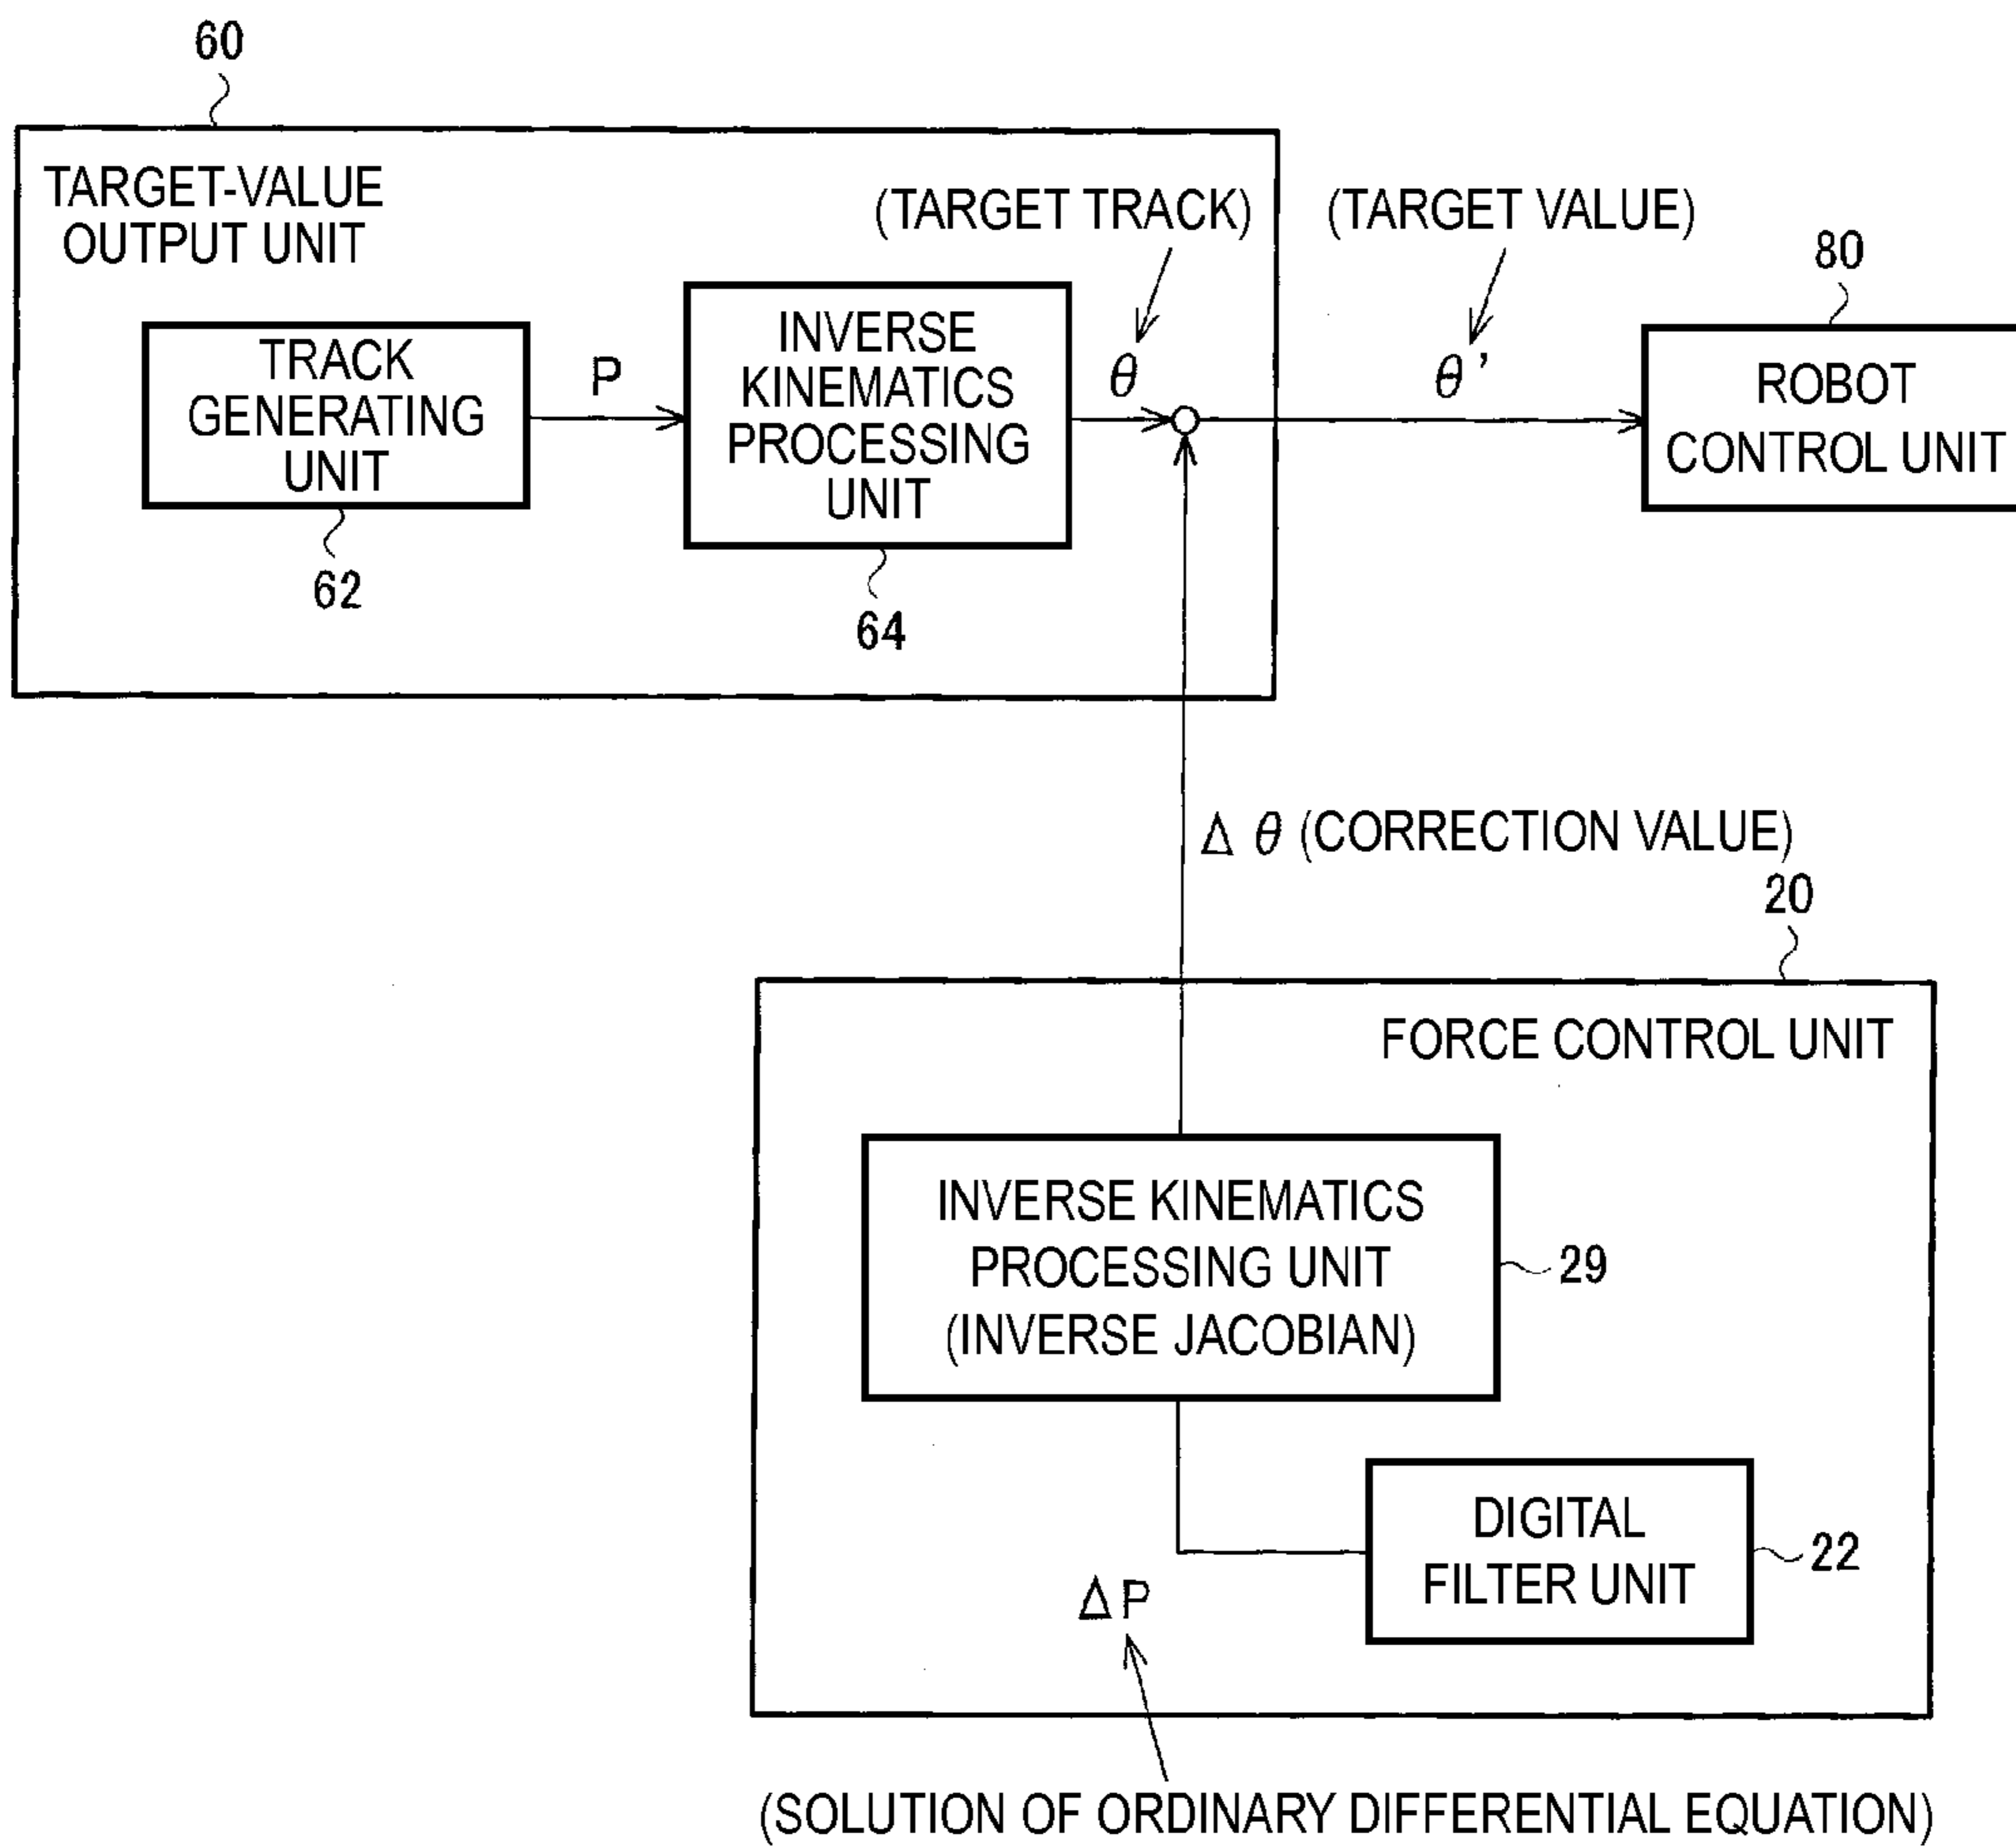 60
TARGET-VALUE
OUTPUT UNIT
(TARGET TRACK)
(TARGET VALUE)
80
TRACK
GENERATING
UNIT
P
INVERSE
KINEMATICS
PROCESSING
UNIT
θ
θ'
ROBOT
CONTROL UNIT
62
64
Δ θ (CORRECTION VALUE)
20
FORCE CONTROL UNIT
INVERSE KINEMATICS
PROCESSING UNIT
(INVERSE JACOBIAN)
29
DIGITAL
FILTER UNIT
22
ΔP
(SOLUTION OF ORDINARY DIFFERENTIAL EQUATION)